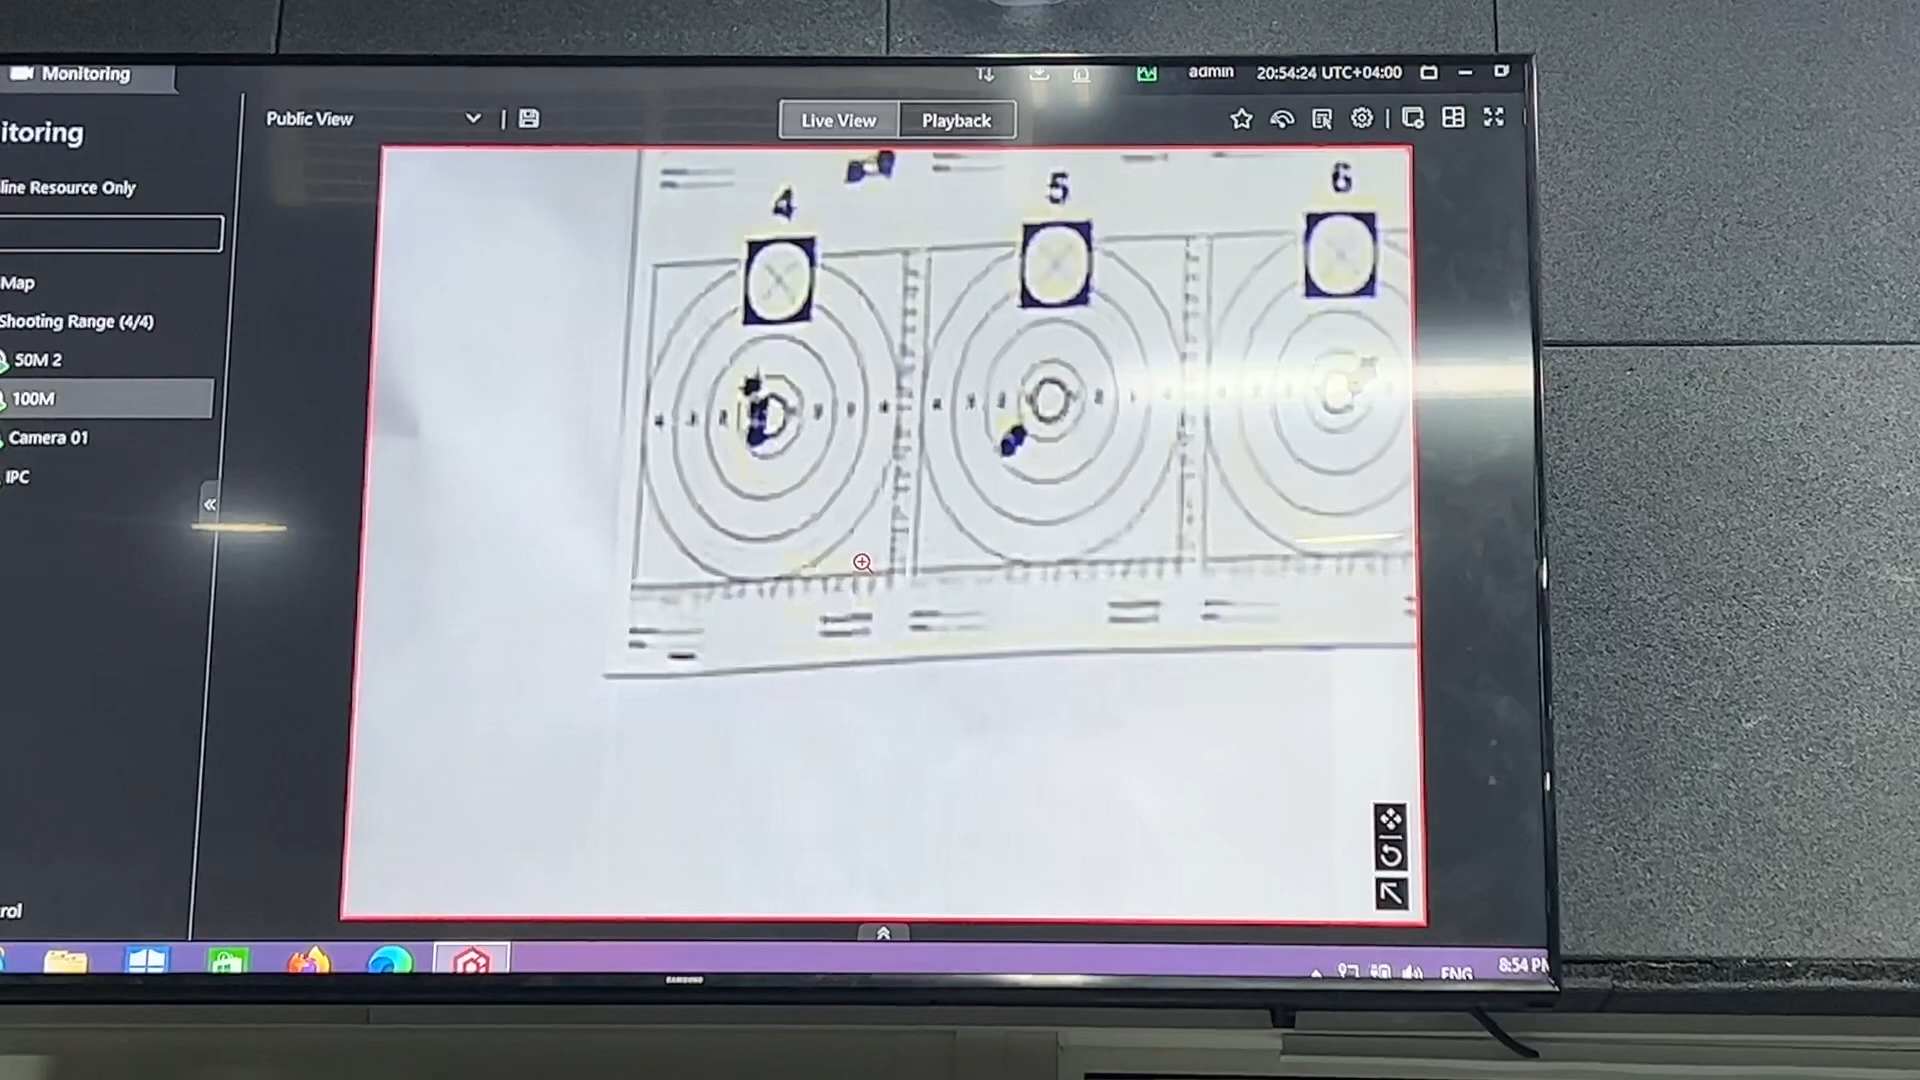 Monitoring
admin
20:54:24 UTC+04:00
itoring
Public View
Live View
Playback
line Resource Only
Map
Shooting Range (4/4)
50M 2
100M
Camera 01
IPC
rol
4
5
6
ENG
8:54 PM
SAMSUNG